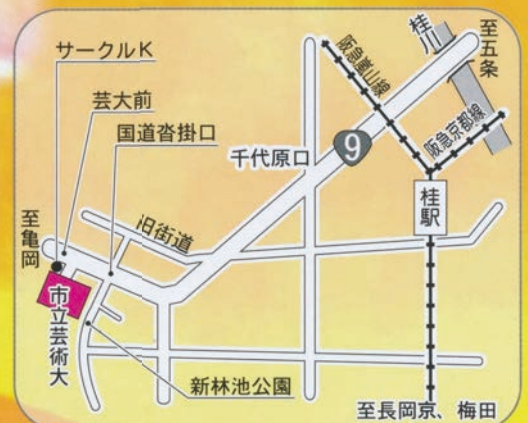 サークルK
芸大前
国道沓掛口
千代原口
阪急嵐山線
桂川
至五条
9
阪急京都線
桂駅
旧街道
至亀岡
市立芸術大
新林池公園
至長岡京、梅田